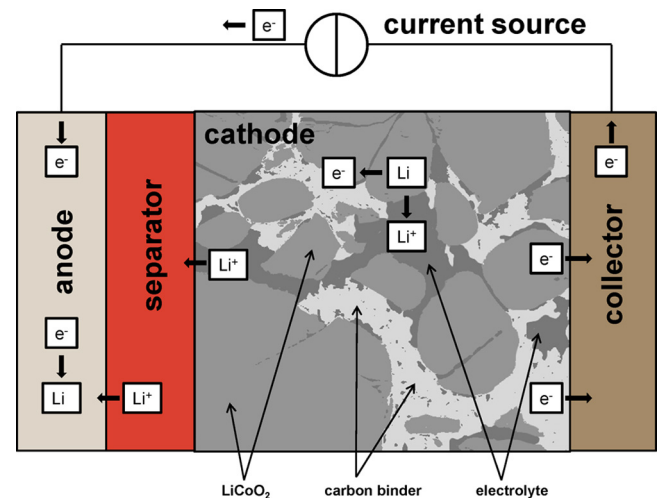 e⁻
current source
cathode
e⁻
e⁻
Li
e⁻
Li⁺
anode
separator
collector
Li⁺
e⁻
e⁻
Li
Li⁺
e⁻
LiCoO₂
carbon binder
electrolyte